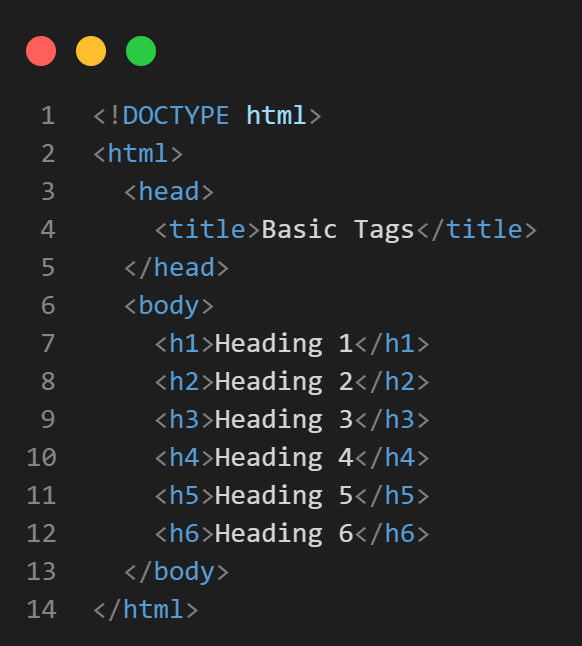 1 <!DOCTYPE html>
2 <html>
3   <head>
4     <title>Basic Tags</title>
5   </head>
6   <body>
7     <h1>Heading 1</h1>
8     <h2>Heading 2</h2>
9     <h3>Heading 3</h3>
10     <h4>Heading 4</h4>
11     <h5>Heading 5</h5>
12     <h6>Heading 6</h6>
13   </body>
14 </html>